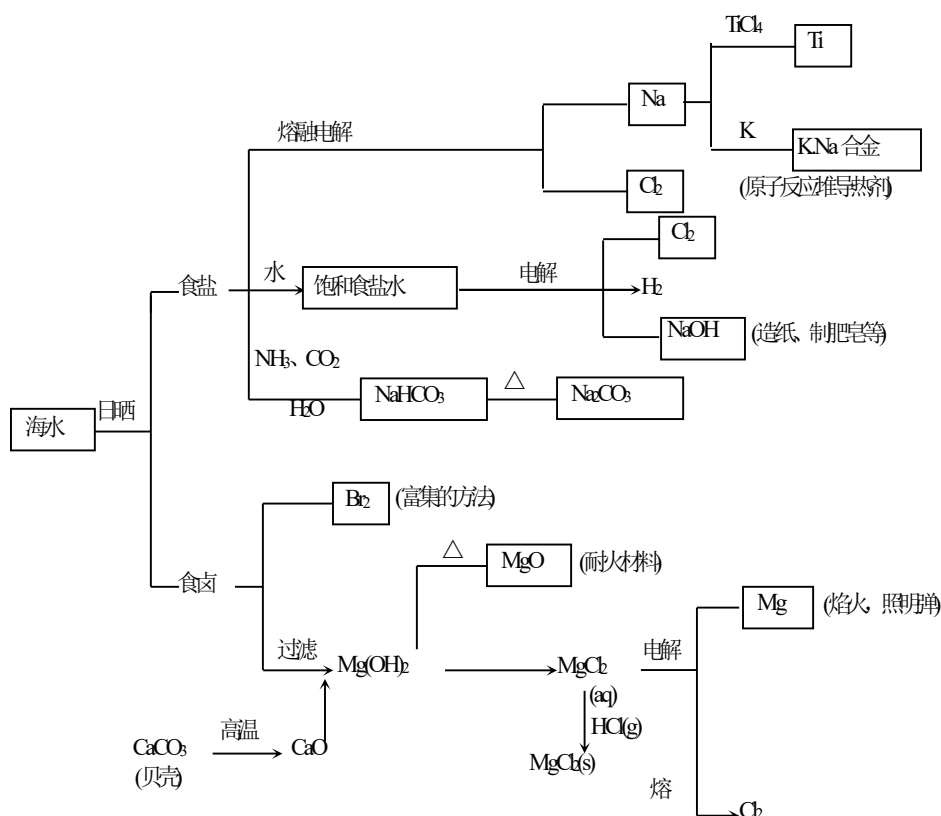 TiCl₄
Ti
Na
熔融电解
K
K.Na 合金
(原子反应堆导热剂)
Cl₂
Cl₂
水
电解
食盐
饱和食盐水
H₂
NaOH
(造纸、制肥皂等)
NH₃、CO₂
△
NaHCO₃
Na₂CO₃
H₂O
日晒
海水
Br₂
(富集的方法)
△
MgO
(耐火材料)
食卤
Mg
(焰火, 照明弹)
过滤
电解
Mg(OH)₂
MgCl₂
(aq)
高温
HCl(g)
CaCO₃
CaO
(贝壳)
MgCl₂(s)
熔
Cl₂